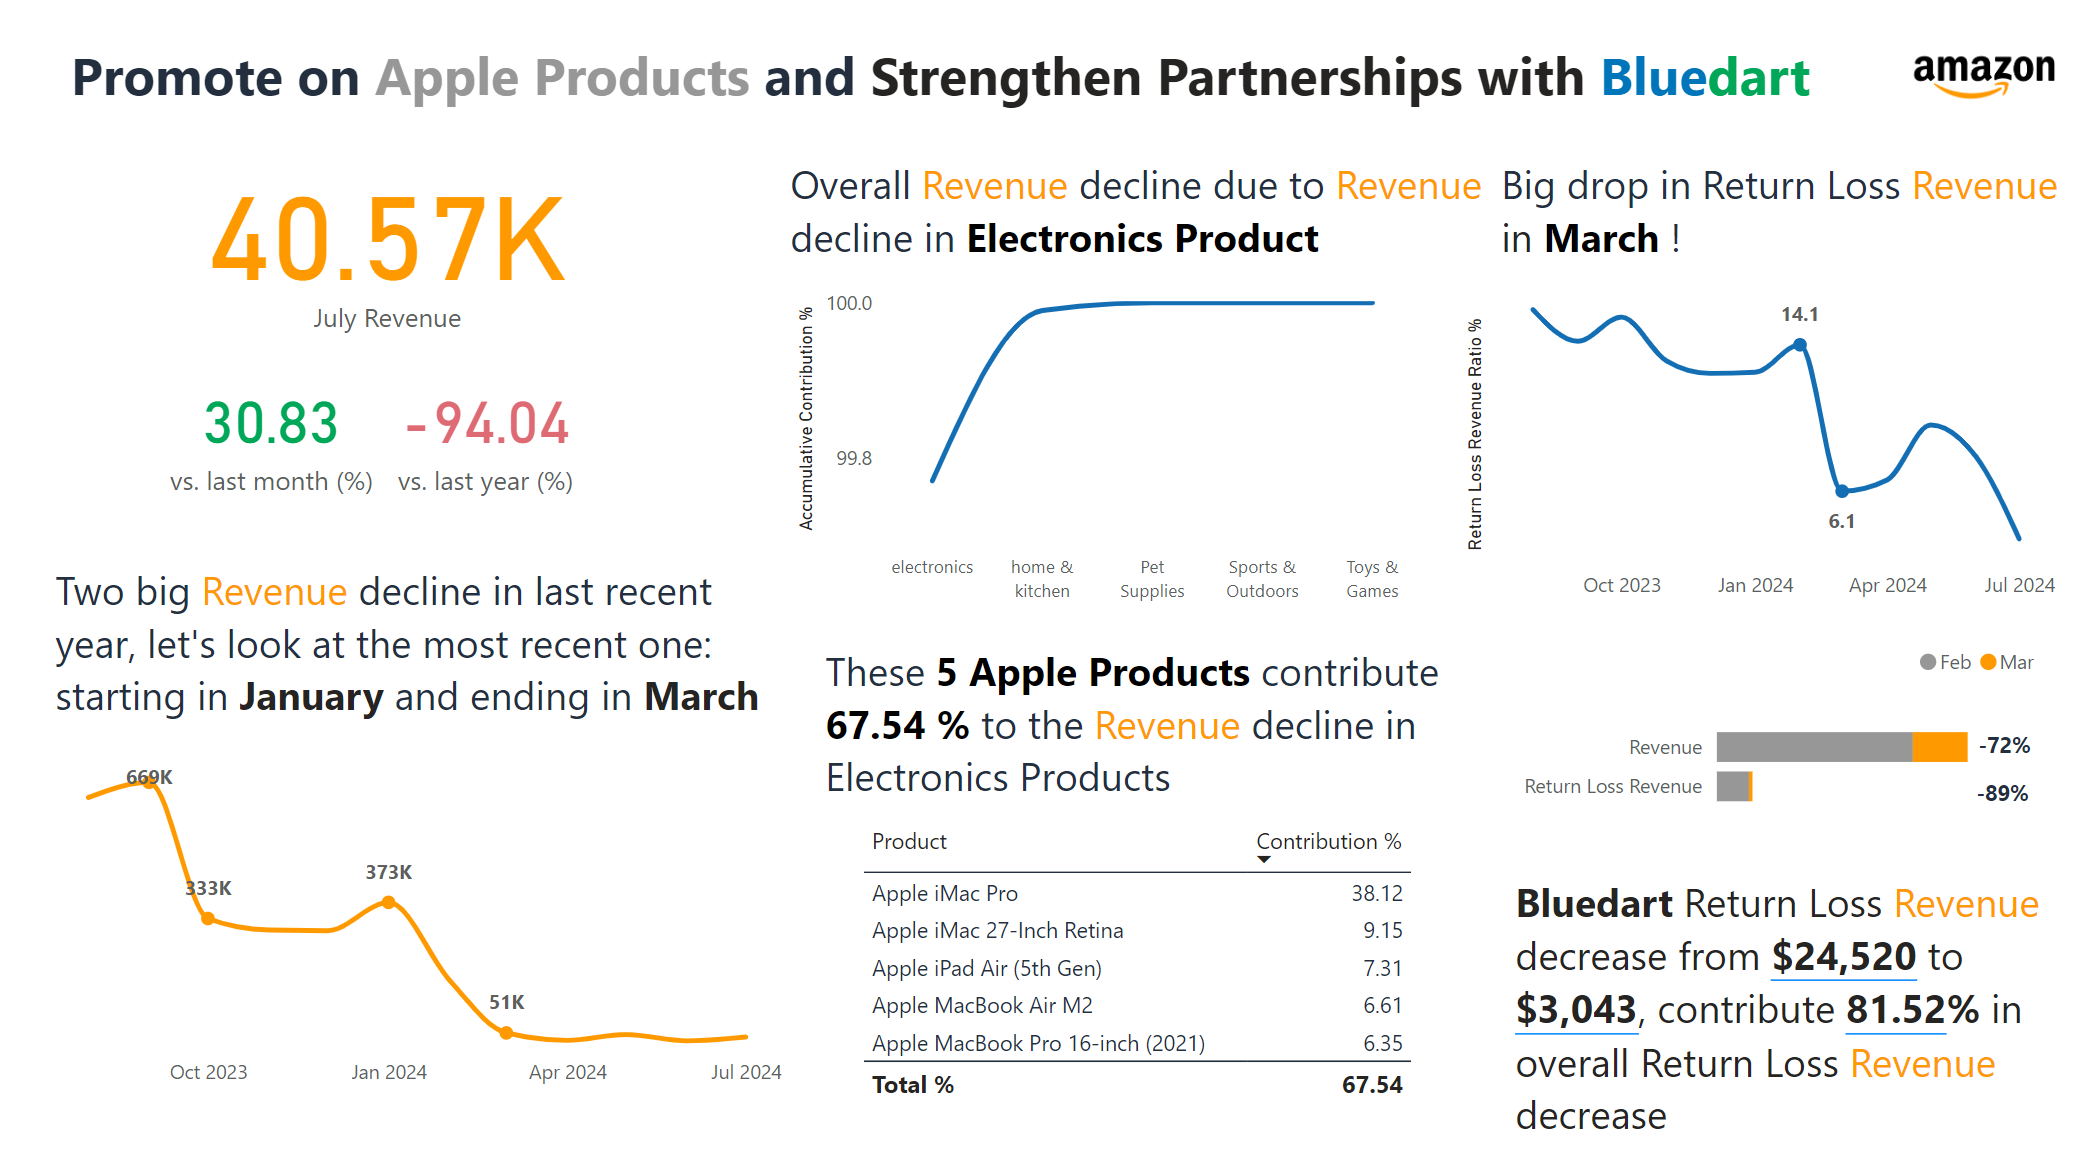 Promote on Apple Products and Strengthen Partnerships with Bluedart
amazon
40.57K
July Revenue
30.83
vs. last month (%)
-94.04
vs. last year (%)
Two big Revenue decline in last recent
year, let's look at the most recent one:
starting in January and ending in March
669K
333K
373K
51K
Oct 2023
Jan 2024
Apr 2024
Jul 2024
Overall Revenue decline due to Revenue
decline in Electronics Product
Accumulative Contribution %
100.0
99.8
electronics
home &
kitchen
Pet
Supplies
Sports &
Outdoors
Toys &
Games
These 5 Apple Products contribute
67.54 % to the Revenue decline in
Electronics Products
Product Contribution %
Apple iMac Pro 38.12
Apple iMac 27-Inch Retina 9.15
Apple iPad Air (5th Gen) 7.31
Apple MacBook Air M2 6.61
Apple MacBook Pro 16-inch (2021) 6.35
Total % 67.54
Big drop in Return Loss Revenue
in March !
Return Loss Revenue Ratio %
14.1
6.1
Oct 2023
Jan 2024
Apr 2024
Jul 2024
Feb Mar
Revenue -72%
Return Loss Revenue -89%
Bluedart Return Loss Revenue
decrease from $24,520 to
$3,043, contribute 81.52% in
overall Return Loss Revenue
decrease